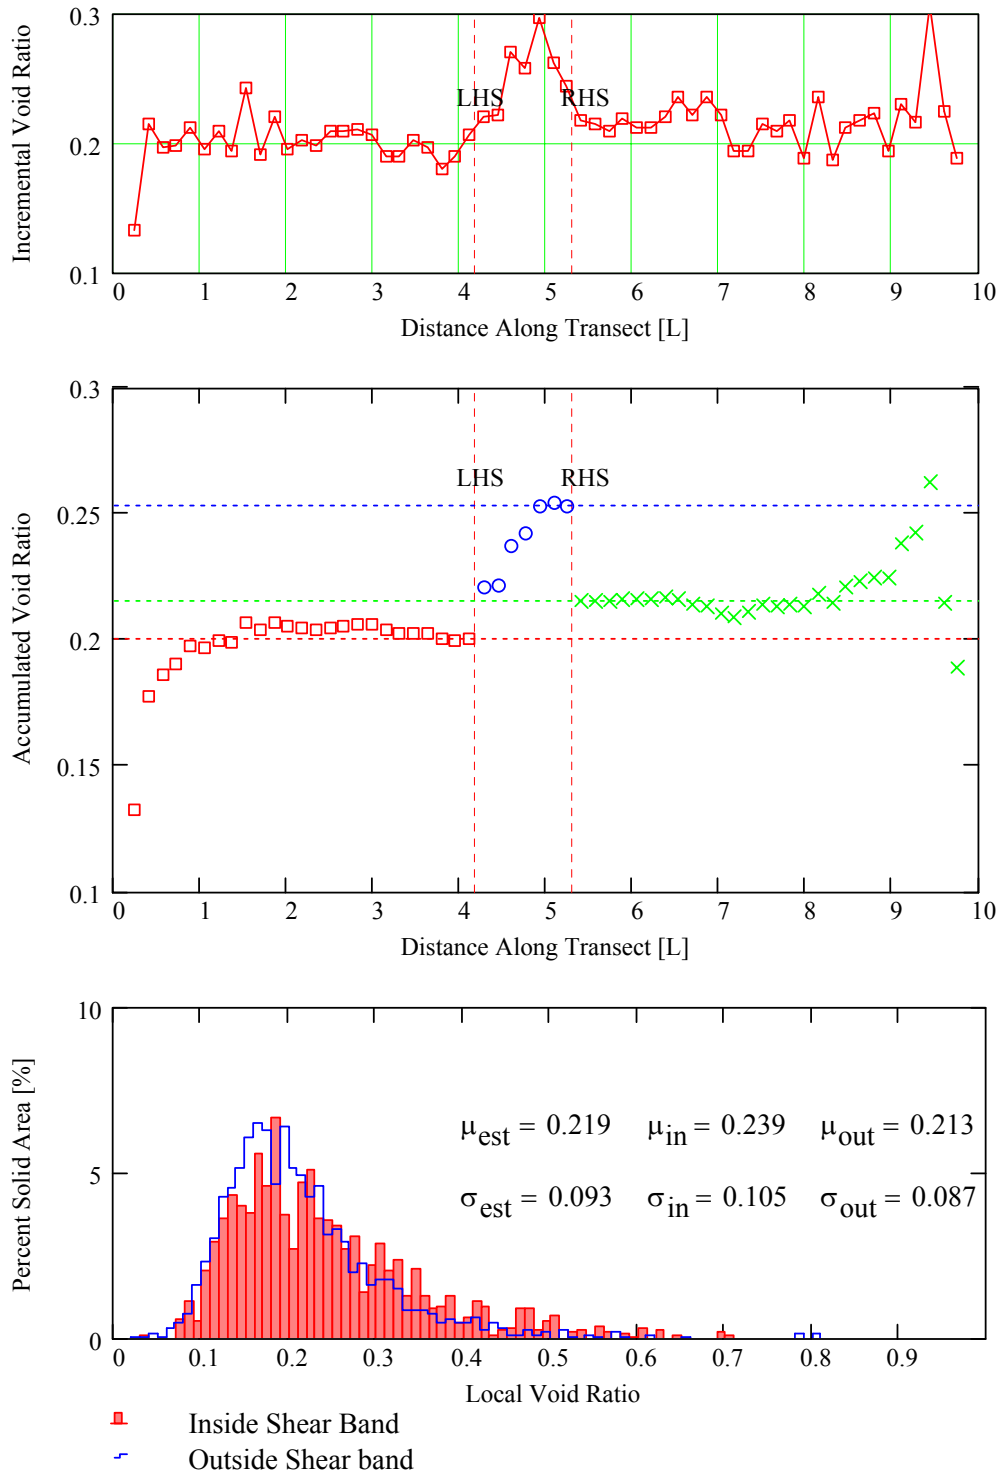 Incremental Void Ratio
0.3
0.2
0.1
LHS
RHS
0 1 2 3 4 5 6 7 8 9 10
Distance Along Transect [L]
Accumulated Void Ratio
0.3
0.25
0.2
0.15
0.1
LHS
RHS
0 1 2 3 4 5 6 7 8 9 10
Distance Along Transect [L]
Percent Solid Area [%]
10
5
0
μest = 0.219 μin = 0.239 μout = 0.213
σest = 0.093 σin = 0.105 σout = 0.087
0 0.1 0.2 0.3 0.4 0.5 0.6 0.7 0.8 0.9
Local Void Ratio
Inside Shear Band
Outside Shear band